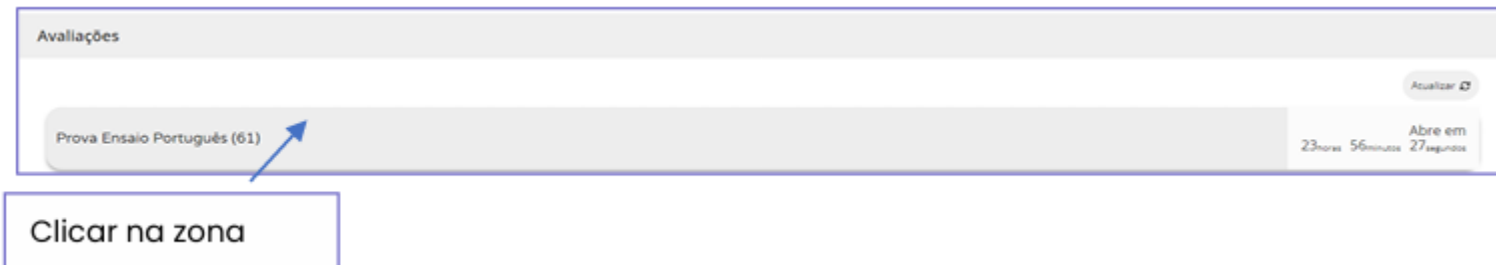 Avaliações
Atualizar
Prova Ensaio Português (61)
Abre em
23horas 56minutos 27segundos
Clicar na zona